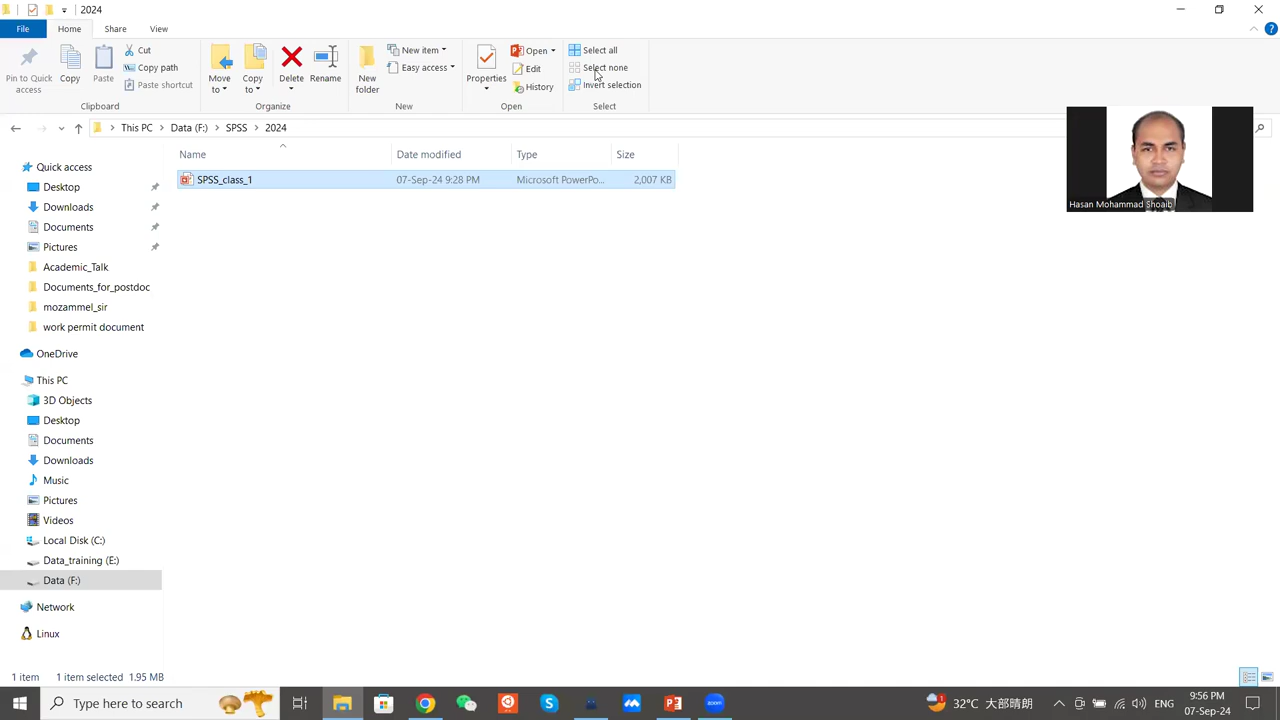 2024
File
Home
Share
View
Pin to Quick access
Copy
Paste
Cut
Copy path
Paste shortcut
Clipboard
Move to
Copy to
Delete
Rename
Organize
New folder
New item
Easy access
New
Properties
Open
Edit
History
Open
Select all
Select none
Invert selection
Select
This PC > Data (F:) > SPSS > 2024
Name
Date modified
Type
Size
SPSS_class_1
07-Sep-24 9:28 PM
Microsoft PowerPo...
2,007 KB
Hasan Mohammad Shoaib
Quick access
Desktop
Downloads
Documents
Pictures
Academic_Talk
Documents_for_postdoc
mozammel_sir
work permit document
OneDrive
This PC
3D Objects
Desktop
Documents
Downloads
Music
Pictures
Videos
Local Disk (C:)
Data_training (E:)
Data (F:)
Network
Linux
1 item
1 item selected 1.95 MB
Type here to search
zoom
32°C 大部晴朗
ENG
9:56 PM
07-Sep-24